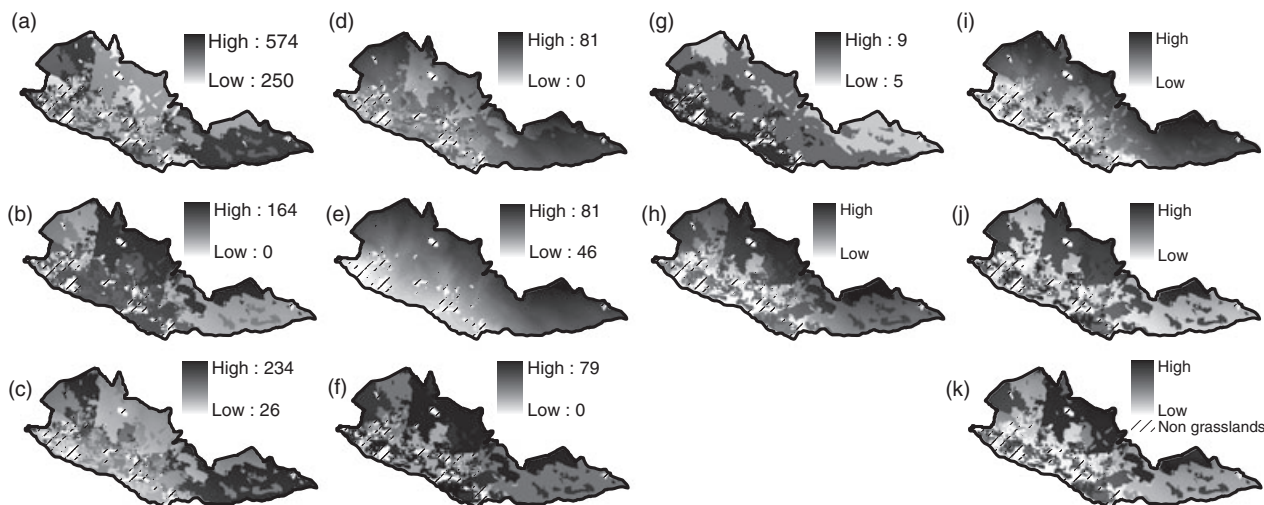 (a)
High : 574
Low : 250
(d)
High : 81
Low : 0
(g)
High : 9
Low : 5
(i)
High
Low
(b)
High : 164
Low : 0
(e)
High : 81
Low : 46
(h)
High
Low
(j)
High
Low
(c)
High : 234
Low : 26
(f)
High : 79
Low : 0
(k)
High
Low
Non grasslands